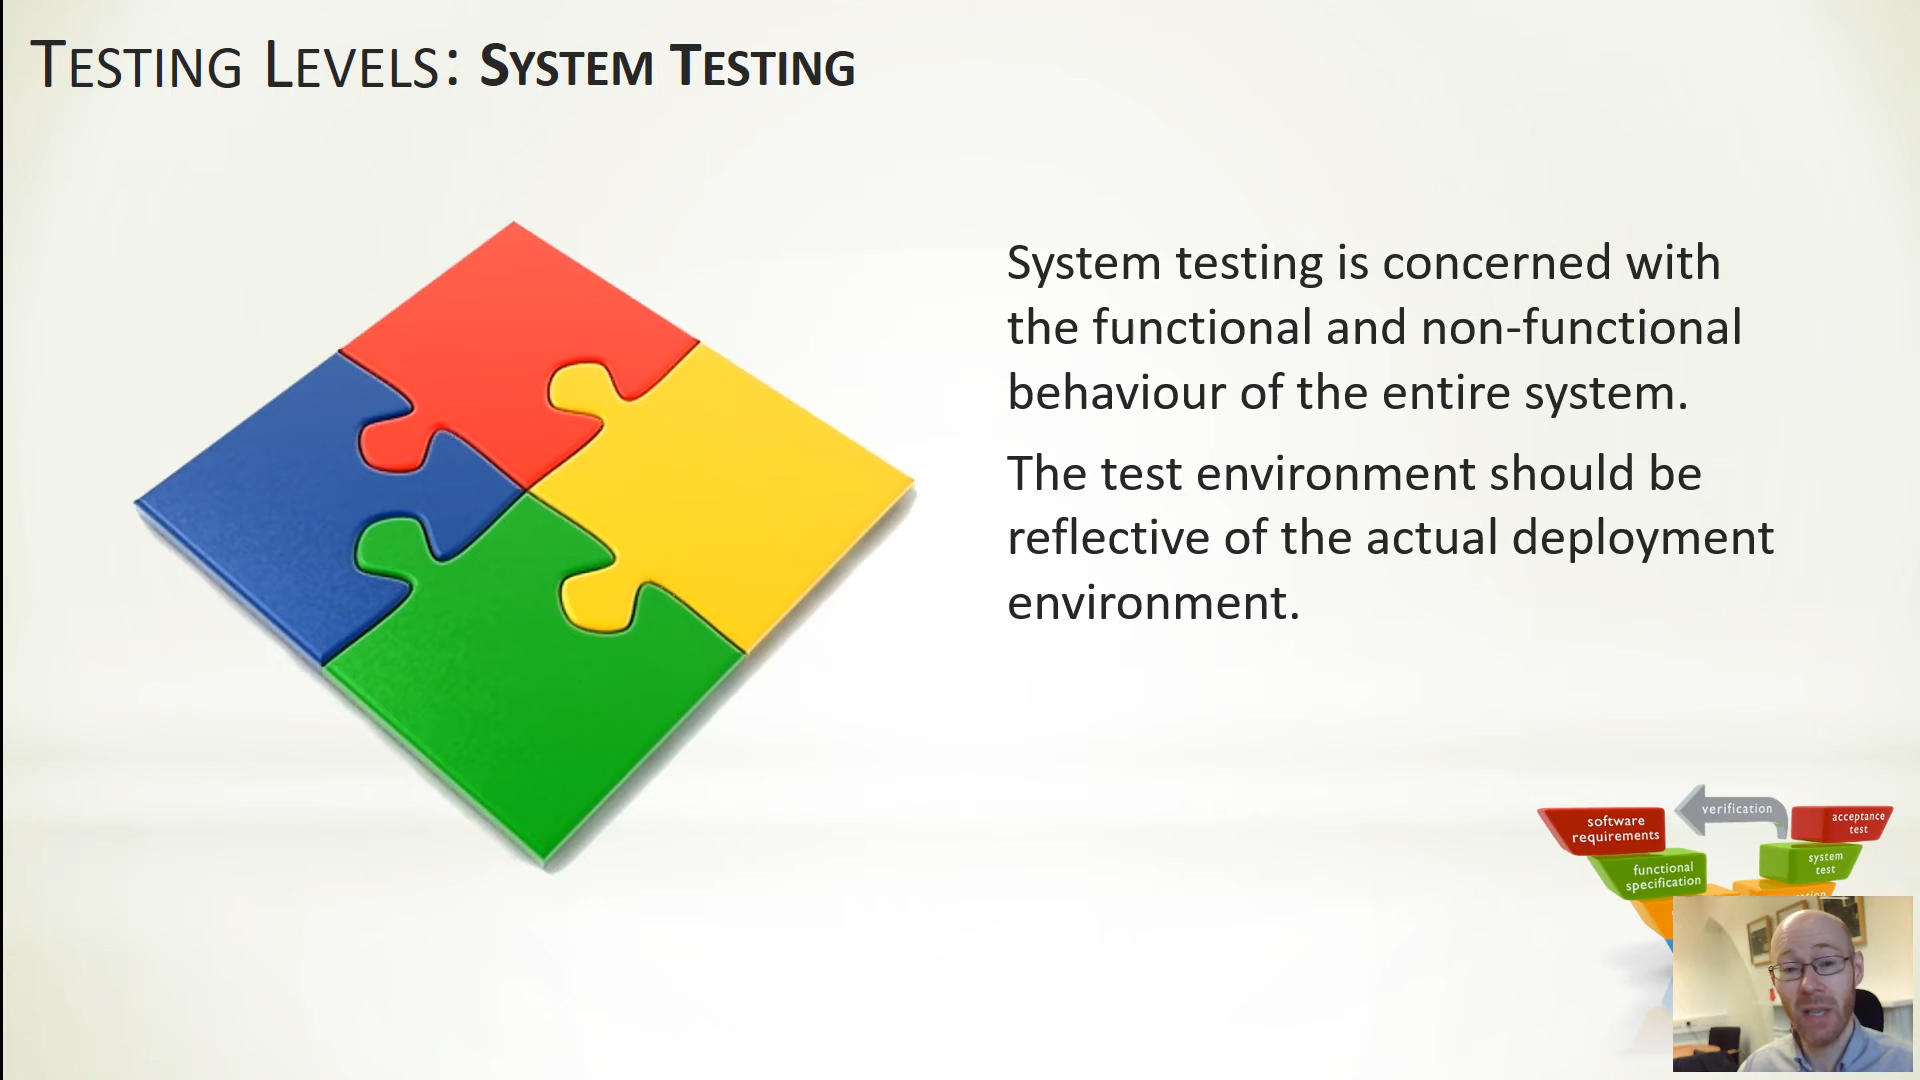 TESTING LEVELS: SYSTEM TESTING
System testing is concerned with
the functional and non-functional
behaviour of the entire system.
The test environment should be
reflective of the actual deployment
environment.
verification
software
requirements
acceptance
test
functional
specification
system
test